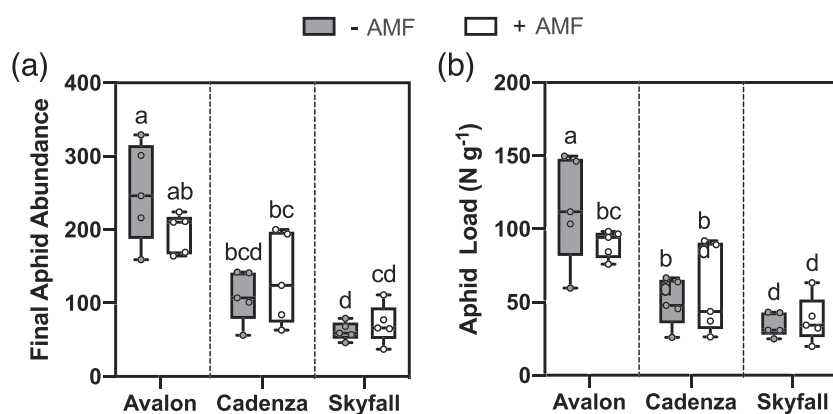 - AMF + AMF
(a) (b)
Final Aphid Abundance
400
300
200
100
0
a
ab
bcd
bc
d
cd
Avalon Cadenza Skyfall
Aphid Load (N g⁻¹)
200
150
100
50
0
a
bc
b
d
b
d
d
d
Avalon Cadenza Skyfall